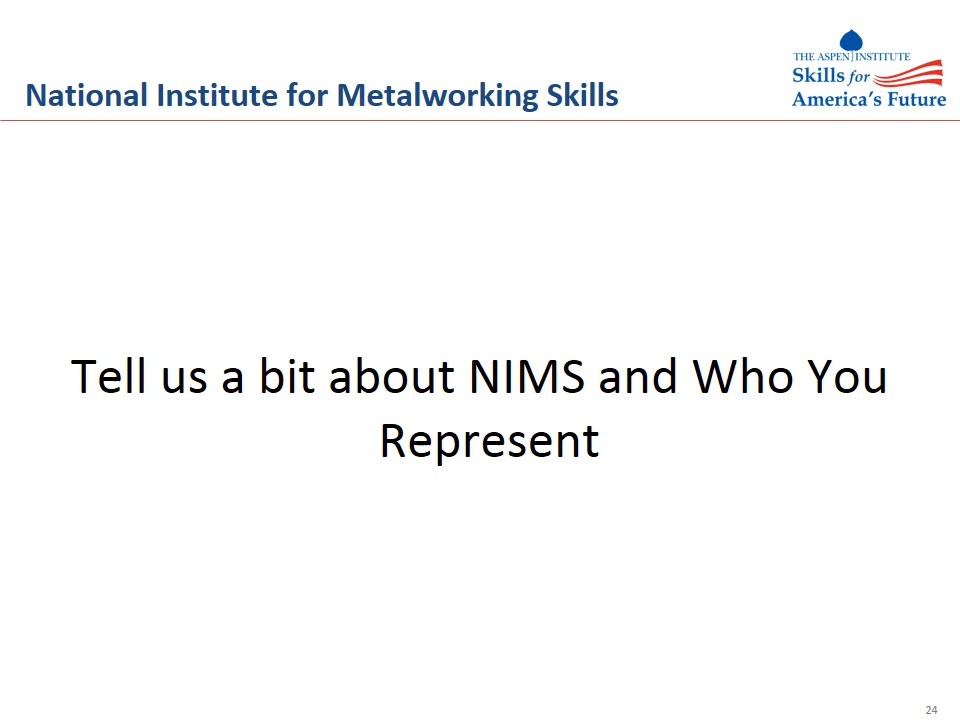 THE ASPEN INSTITUTE
Skills for
America's Future
National Institute for Metalworking Skills
Tell us a bit about NIMS and Who You
Represent
24